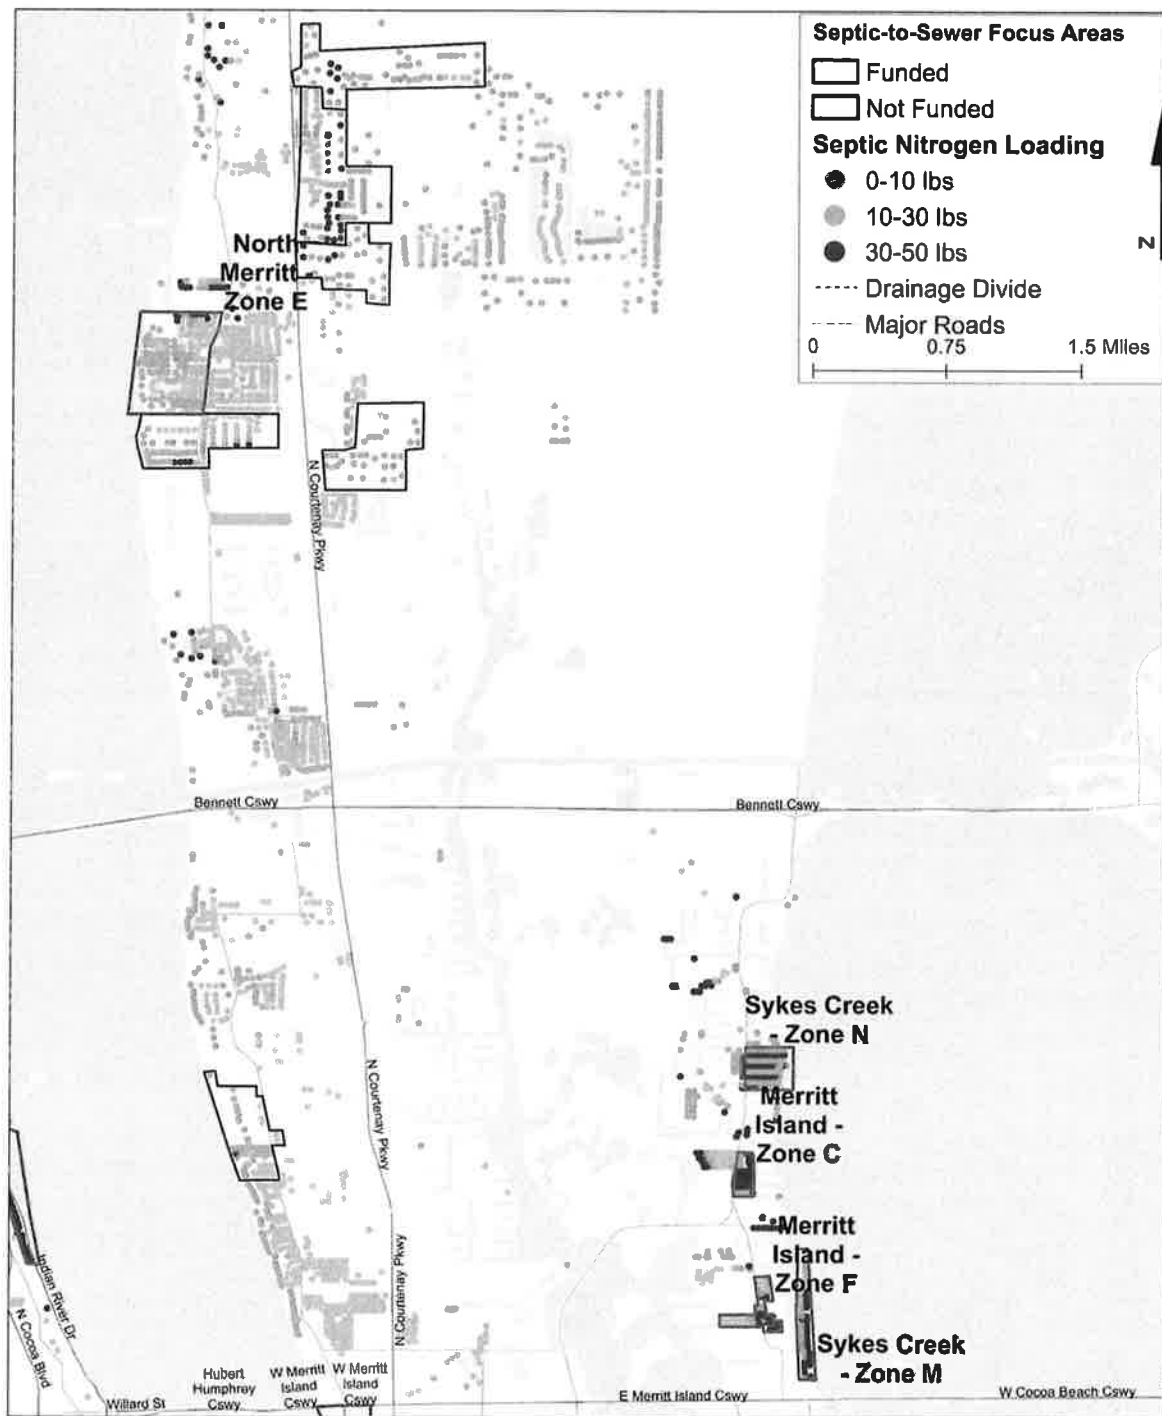 Septic-to-Sewer Focus Areas
Funded
Not Funded
Septic Nitrogen Loading
0-10 lbs
10-30 lbs
30-50 lbs
Drainage Divide
Major Roads
0 0.75 1.5 Miles
N
North
Merritt
Zone E
N Courtenay Pkwy
Bennett Cswy
Bennett Cswy
Sykes Creek
- Zone N
Merritt
Island -
Zone C
N Courtenay Pkwy
Merritt
Island -
Zone F
N Courtenay Pkwy
Indian River Dr
N Cocoa Blvd
Sykes Creek
- Zone M
Willard St
Hubert
Humphrey
Cswy
W Merritt
Island
Cswy
W Merritt
Island
Cswy
E Merritt Island Cswy
W Cocoa Beach Cswy